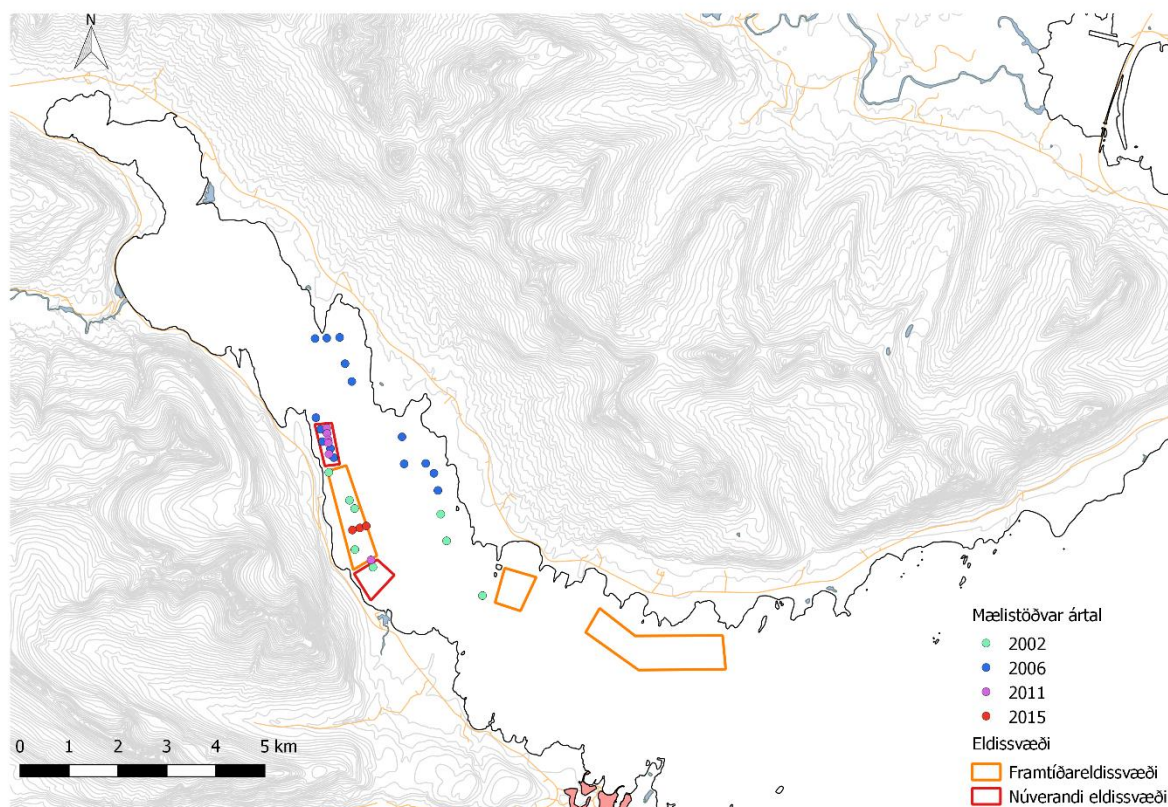 N
Mælistöðvar ártal
2002
2006
2011
2015
Eldissvæði
Framtíðareldissvæði
Núverandi eldissvæði
0 1 2 3 4 5 km